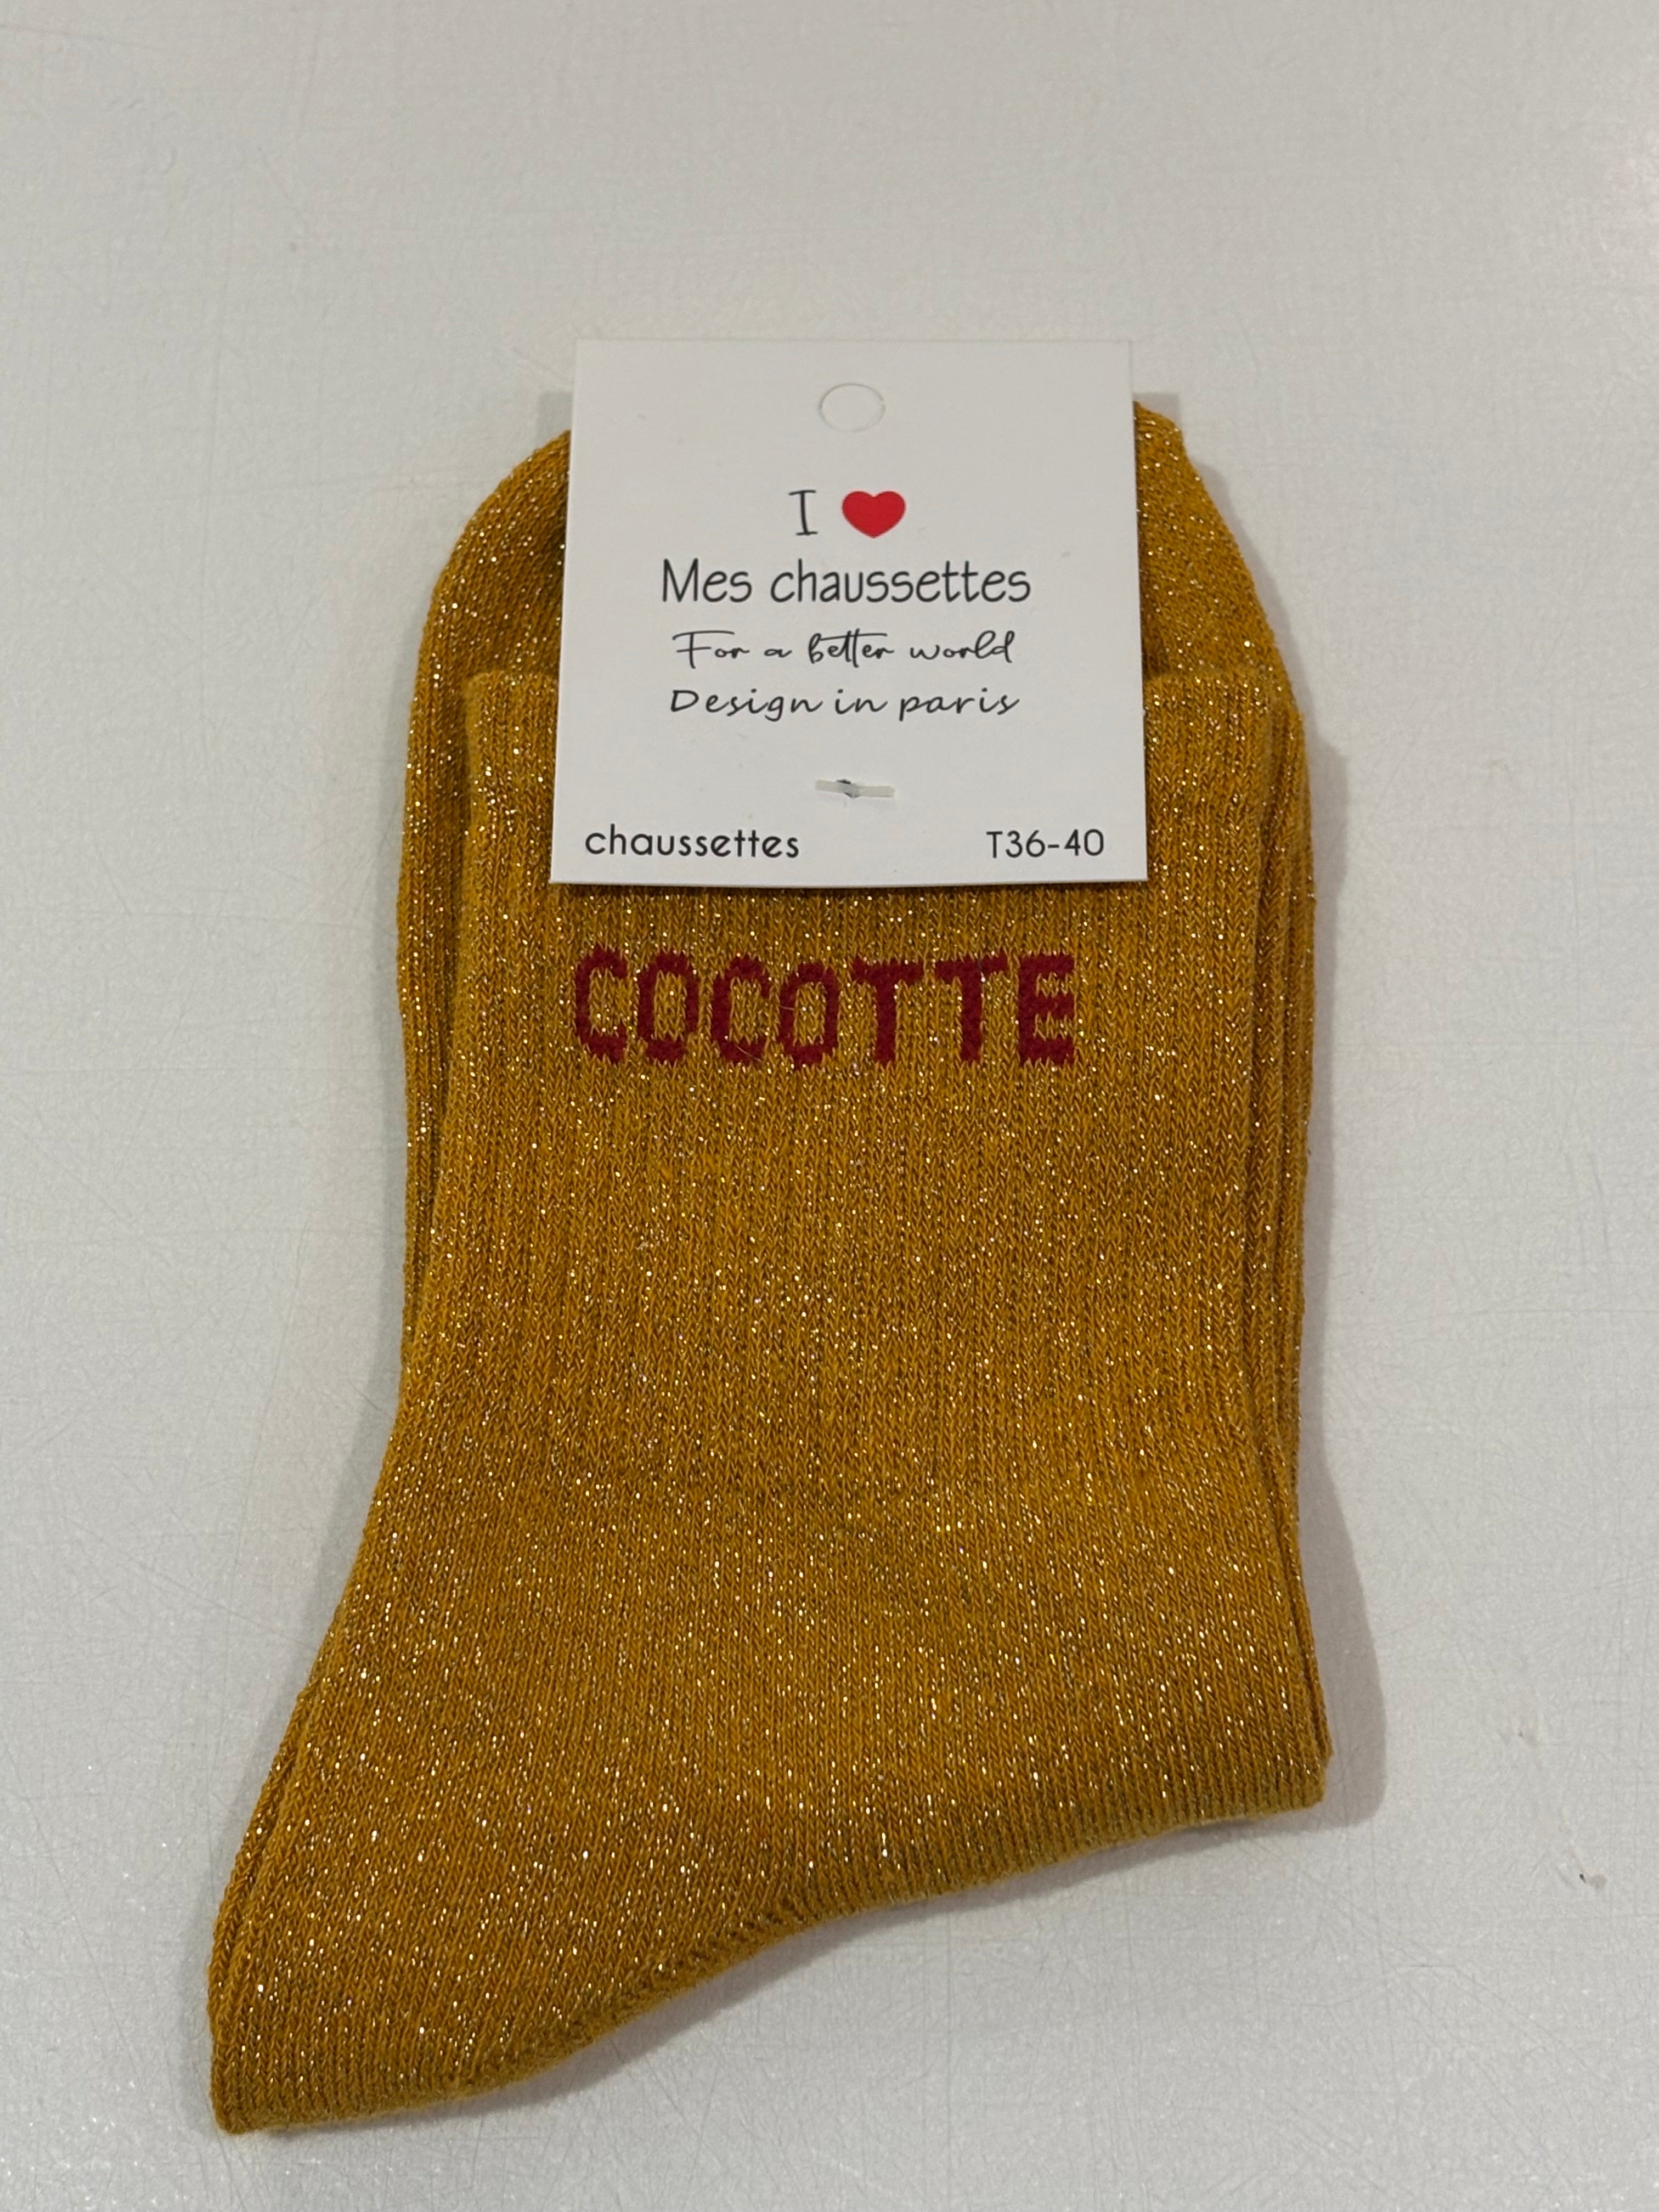 I ❤
Mes chaussettes
For a better world
Design in paris
chaussettes T36-40
COCOTTE